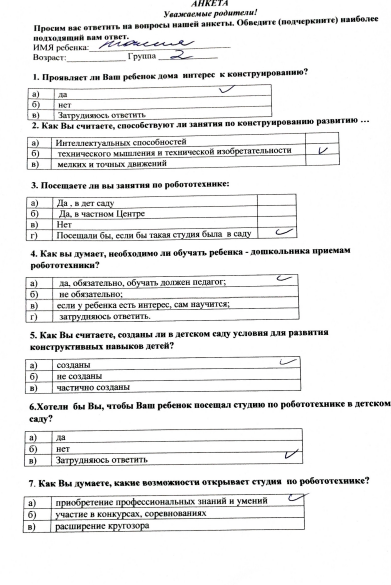 АНКЕТА
Уважаемые родители!
Просим вас ответить на вопросы нашей анкеты. Обведите (подчеркните) наиболее
подходящий вам ответ.
ИМЯ ребенка:
Возраст: Группа 2
1. Проявляет ли Ваш ребенок дома интерес к конструированию?
а) да
б) нет
в) Затрудняюсь ответить
2. Как Вы считаете, способствуют ли занятия по конструированию развитию …
а) Интеллектуальных способностей
б) технического мышления и технической изобретательности
в) мелких и точных движений
3. Посещаете ли вы занятия по робототехнике:
а) Да , в дет саду
б) Да, в частном Центре
в) Нет
г) Посещали бы, если бы такая студия была в саду
4. Как вы думает, необходимо ли обучать ребенка - дошкольника приемам
робототехники?
а) да, обязательно, обучать должен педагог;
б) не обязательно;
в) если у ребенка есть интерес, сам научится;
г) затрудняюсь ответить.
5. Как Вы считаете, созданы ли в детском саду условия для развития
конструктивных навыков детей?
а) созданы
б) не созданы
в) частично созданы
6.Хотели бы Вы, чтобы Ваш ребенок посещал студию по робототехнике в детском
саду?
а) да
б) нет
в) Затрудняюсь ответить
7. Как Вы думаете, какие возможности открывает студия по робототехнике?
а) приобретение профессиональных знаний и умений
б) участие в конкурсах, соревнованиях
в) расширение кругозора